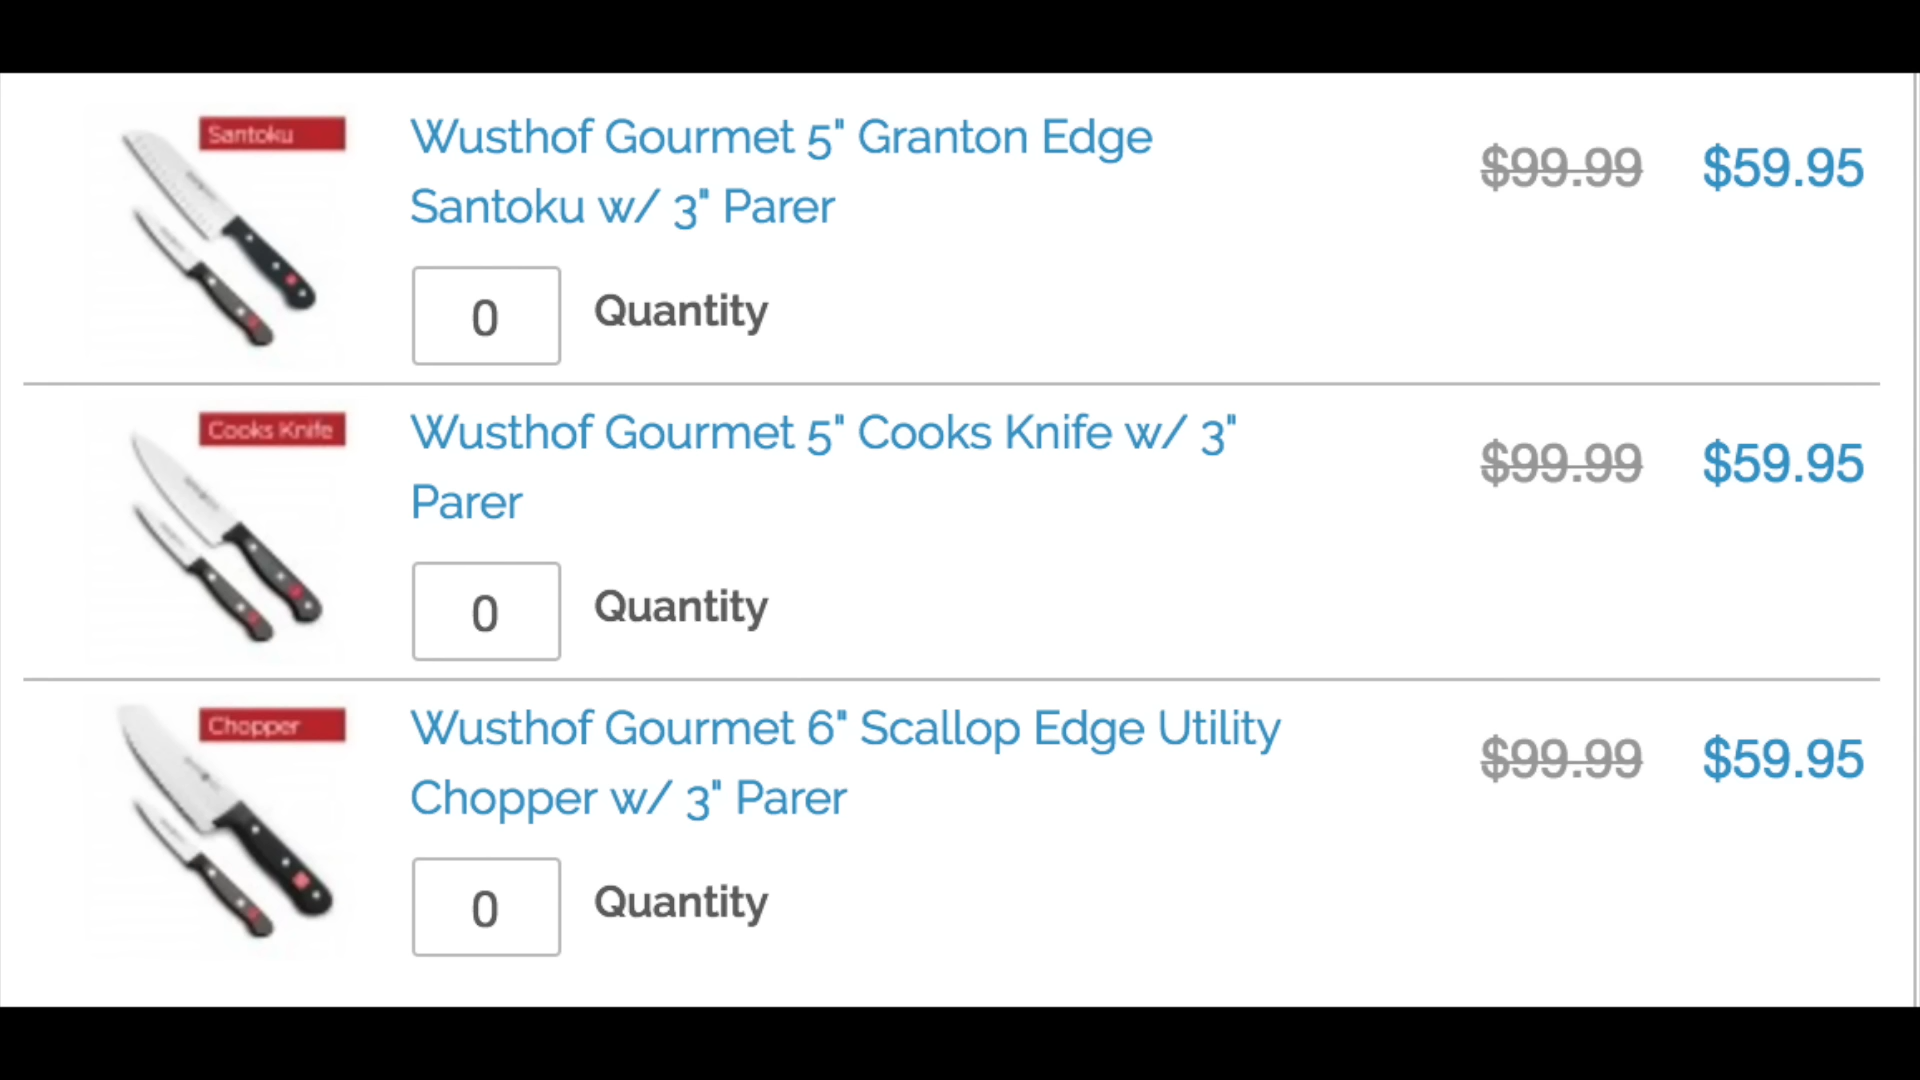 Santoku
Wusthof Gourmet 5" Granton Edge
Santoku w/ 3" Parer
$99.99 $59.95
0 Quantity
Cooks Knife
Wusthof Gourmet 5" Cooks Knife w/ 3"
Parer
$99.99 $59.95
0 Quantity
Chopper
Wusthof Gourmet 6" Scallop Edge Utility
Chopper w/ 3" Parer
$99.99 $59.95
0 Quantity